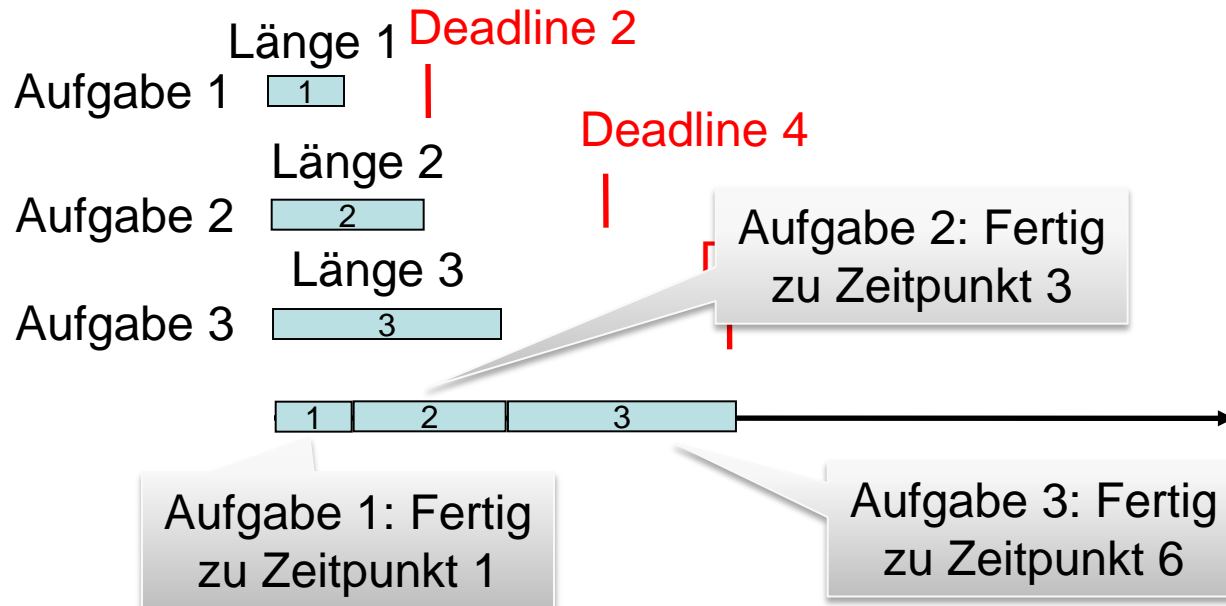 Länge 1 Deadline 2
Aufgabe 1 1
Deadline 4
Länge 2
Aufgabe 2 2
Aufgabe 2: Fertig
zu Zeitpunkt 3
Länge 3
Aufgabe 3 3
1 2 3
Aufgabe 1: Fertig
zu Zeitpunkt 1
Aufgabe 3: Fertig
zu Zeitpunkt 6